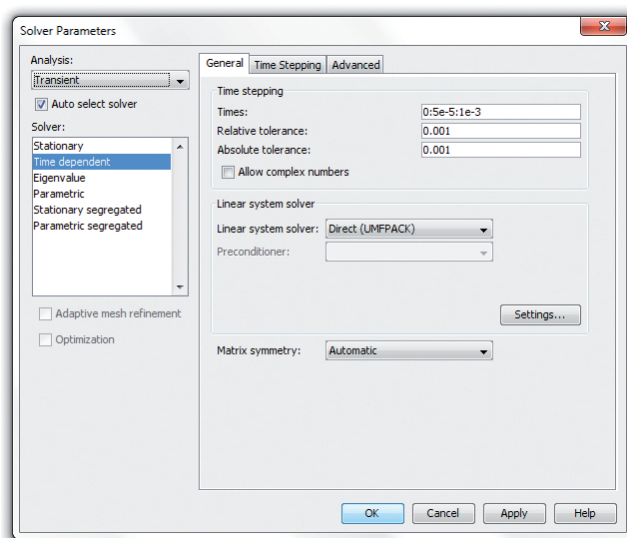 Solver Parameters
Analysis:
Transient
Auto select solver
Solver:
Stationary
Time dependent
Eigenvalue
Parametric
Stationary segregated
Parametric segregated
Adaptive mesh refinement
Optimization
General Time Stepping Advanced
Time stepping
Times: 0:5e-5:1e-3
Relative tolerance: 0.001
Absolute tolerance: 0.001
Allow complex numbers
Linear system solver
Linear system solver: Direct (UMFPACK)
Preconditioner:
Settings...
Matrix symmetry: Automatic
OK Cancel Apply Help